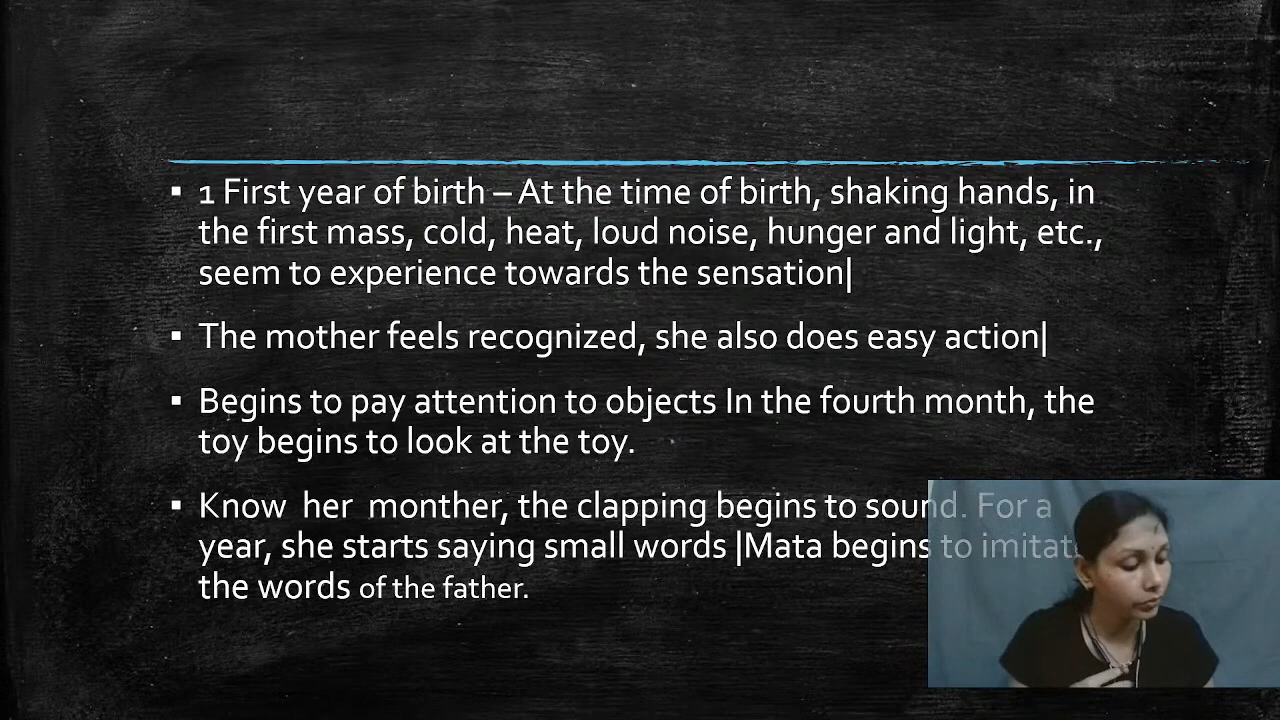 ▪ 1 First year of birth – At the time of birth, shaking hands, in
the first mass, cold, heat, loud noise, hunger and light, etc.,
seem to experience towards the sensation|
▪ The mother feels recognized, she also does easy action|
▪ Begins to pay attention to objects In the fourth month, the
toy begins to look at the toy.
▪ Know her monther, the clapping begins to sound. For a
year, she starts saying small words |Mata begins to
the words of the father.